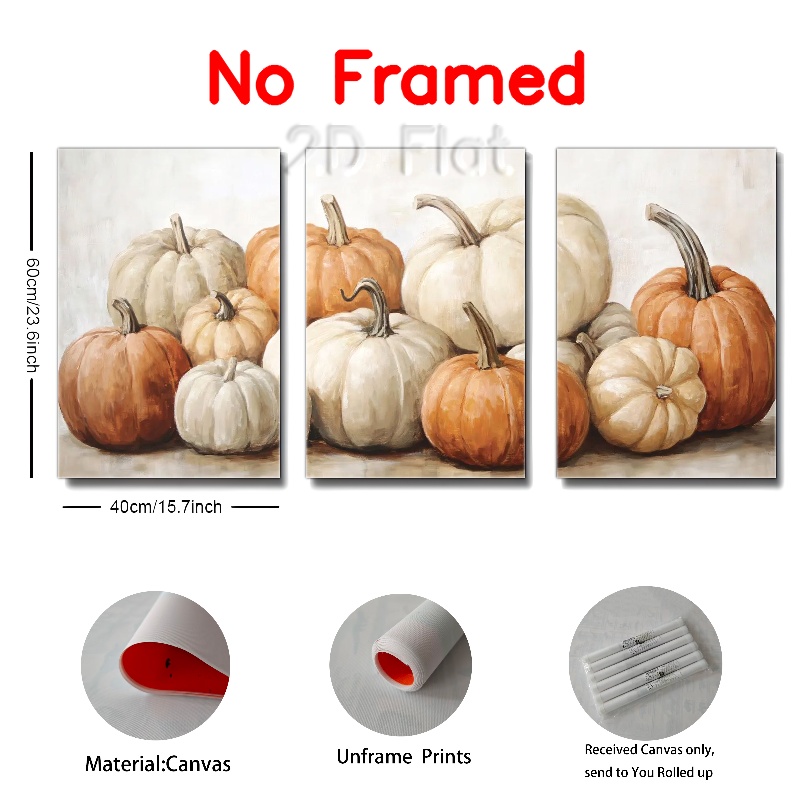 No Framed
2D Flat
60cm/23.6inch
40cm/15.7inch
Material:Canvas
Unframe Prints
Received Canvas only,
send to You Rolled up